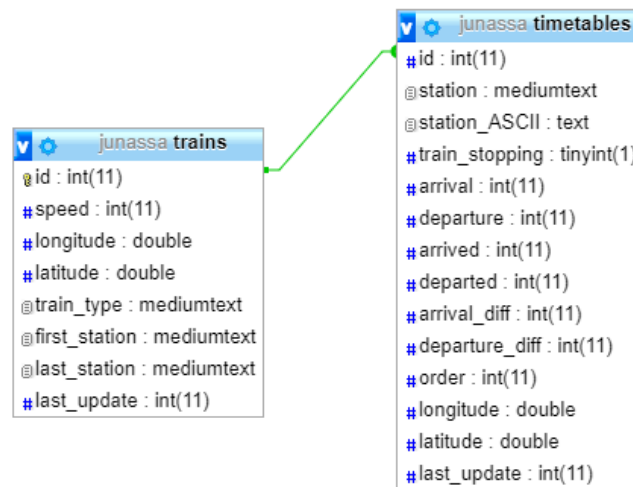 junassa trains
id : int(11)
speed : int(11)
longitude : double
latitude : double
train_type : mediumtext
first_station : mediumtext
last_station : mediumtext
last_update : int(11)
junassa timetables
id : int(11)
station : mediumtext
station_ASCII : text
train_stopping : tinyint(1)
arrival : int(11)
departure : int(11)
arrived : int(11)
departed : int(11)
arrival_diff : int(11)
departure_diff : int(11)
order : int(11)
longitude : double
latitude : double
last_update : int(11)